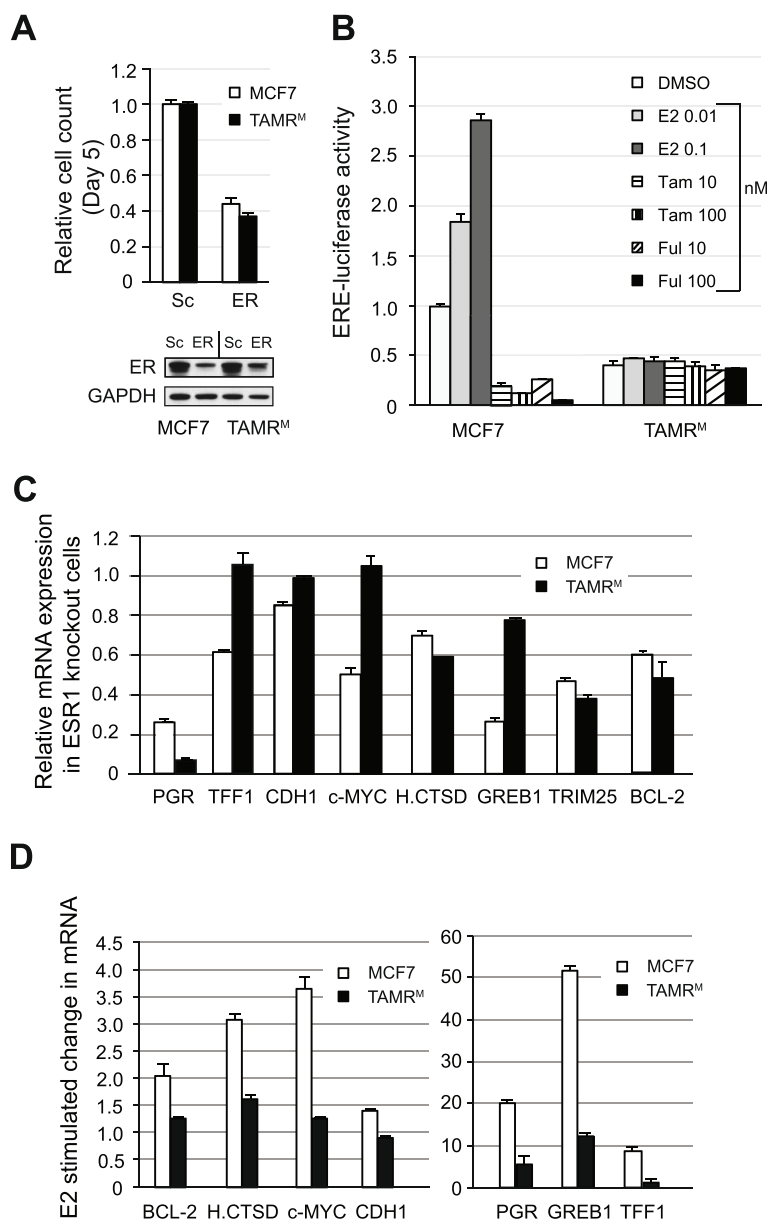 A
Relative cell count
(Day 5)
1.2
1.0
0.8
0.6
0.4
0.2
0
MCF7
TAMRᴹ
Sc ER
Sc ER Sc ER
ER
GAPDH
MCF7 TAMRᴹ
B
ERE-luciferase activity
3.5
3.0
2.5
2.0
1.5
1.0
0.5
0
DMSO
E2 0.01
E2 0.1
Tam 10
Tam 100
Ful 10
Ful 100
nM
MCF7 TAMRᴹ
C
Relative mRNA expression
in ESR1 knockout cells
1.2
1.0
0.8
0.6
0.4
0.2
0
MCF7
TAMRᴹ
PGR TFF1 CDH1 c-MYC H.CTSD GREB1 TRIM25 BCL-2
D
E2 stimulated change in mRNA
4.5
4.0
3.5
3.0
2.5
2.0
1.5
1.0
0.5
0
MCF7
TAMRᴹ
BCL-2 H.CTSD c-MYC CDH1
60
50
40
30
20
10
0
MCF7
TAMRᴹ
PGR GREB1 TFF1